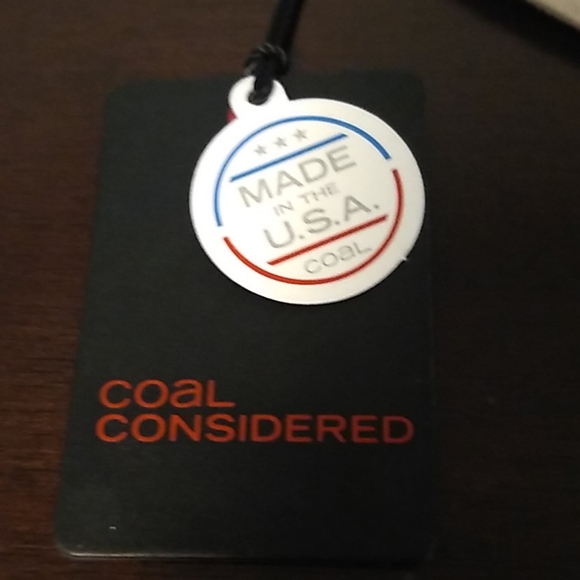 MADE
IN THE
U.S.A.
coaL
coaL
CONSIDERED